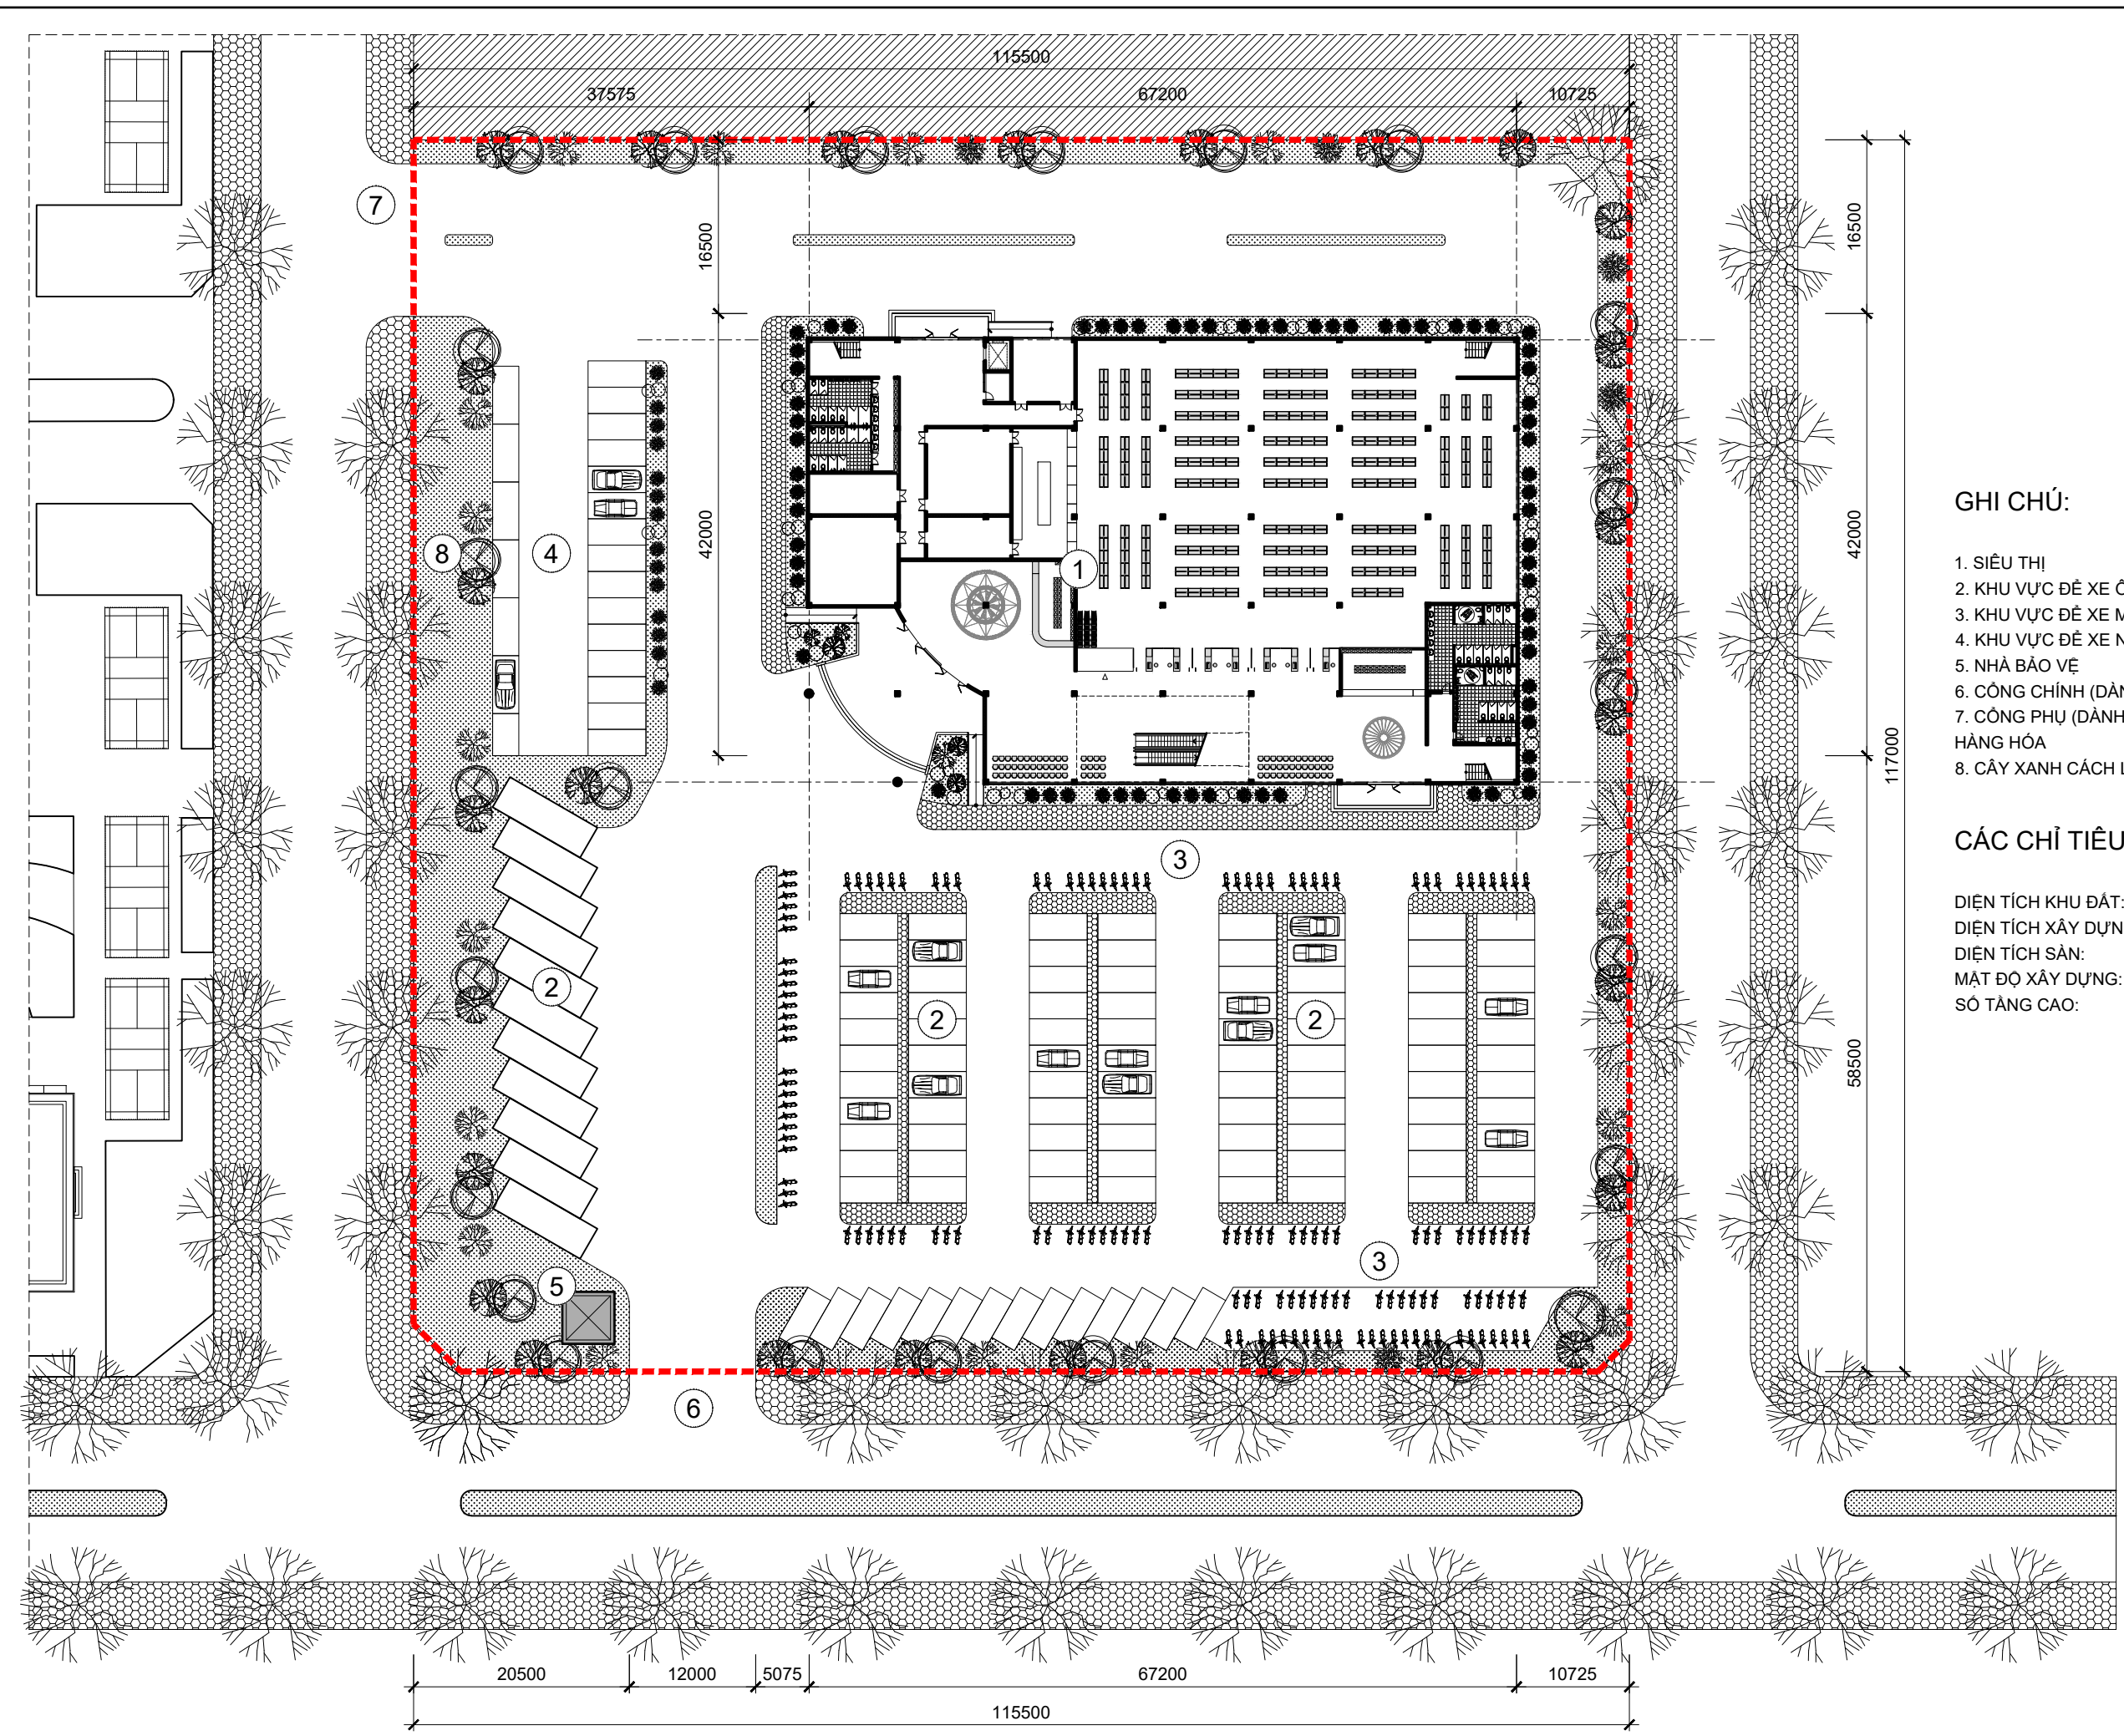 115500
37575
67200
10725
7
16500
16500
42000
42000
117000
8
4
1
GHI CHÚ:
1. SIÊU THỊ
2. KHU VỰC ĐỂ XE
3. KHU VỰC ĐỂ XE
4. KHU VỰC ĐỂ XE
5. NHÀ BẢO VỆ
6. CỔNG CHÍNH
7. CỔNG PHỤ (DÀNH
HÀNG HÓA
8. CÂY XANH CÁCH
3
CÁC CHỈ TIÊU
DIỆN TÍCH KHU ĐẤT:
DIỆN TÍCH XÂY
DIỆN TÍCH SÀN:
MẬT ĐỘ XÂY DỰNG:
SỐ TẦNG CAO:
2
2
2
58500
5
3
6
20500
12000
5075
67200
10725
115500